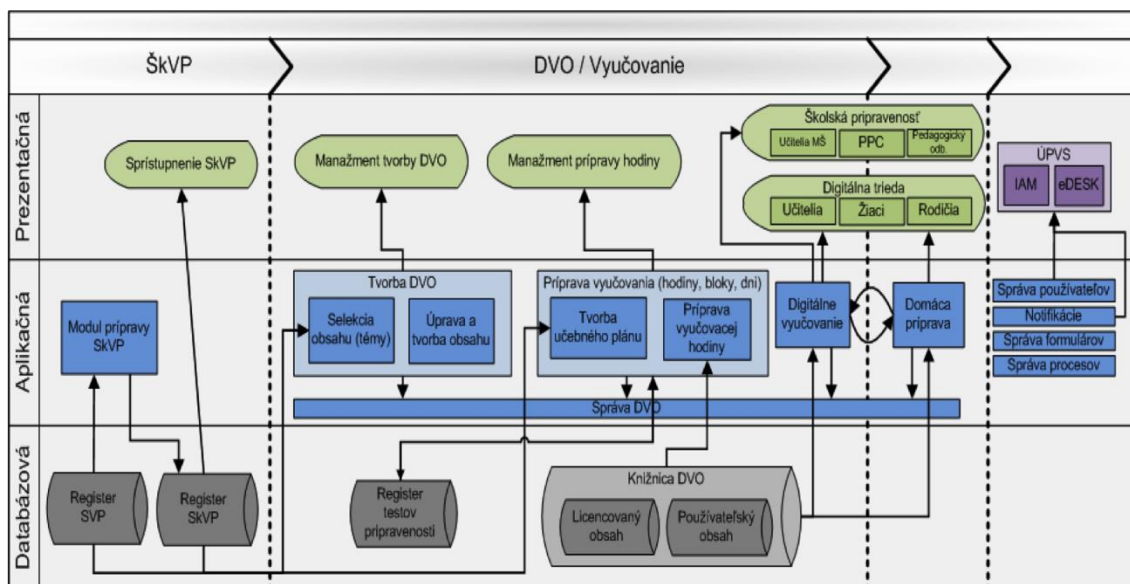 ŠkVP
DVO / Vyučovanie
Prezentačná
Sprístupnenie SkVP
Manažment tvorby DVO
Manažment prípravy hodiny
Školská pripravenosť
Učitelia MŠ
PPC
Pedagogický
odb.
Digitálna trieda
Učitelia
Žiaci
Rodičia
ÚPVS
IAM
eDESK
Aplikačná
Modul prípravy
SkVP
Tvorba DVO
Selekcia
obsahu (témy)
Úprava a
tvorba obsahu
Príprava vyučovania (hodiny, bloky, dni)
Tvorba
učebného plánu
Príprava
vyučovacej
hodiny
Digitálne
vyučovanie
Domáca
príprava
Správa používateľov
Notifikácie
Správa formulárov
Správa procesov
Správa DVO
Databázová
Register
SVP
Register
SkVP
Register
testov
pripravenosti
Knižnica DVO
Licencovaný
obsah
Používateľský
obsah